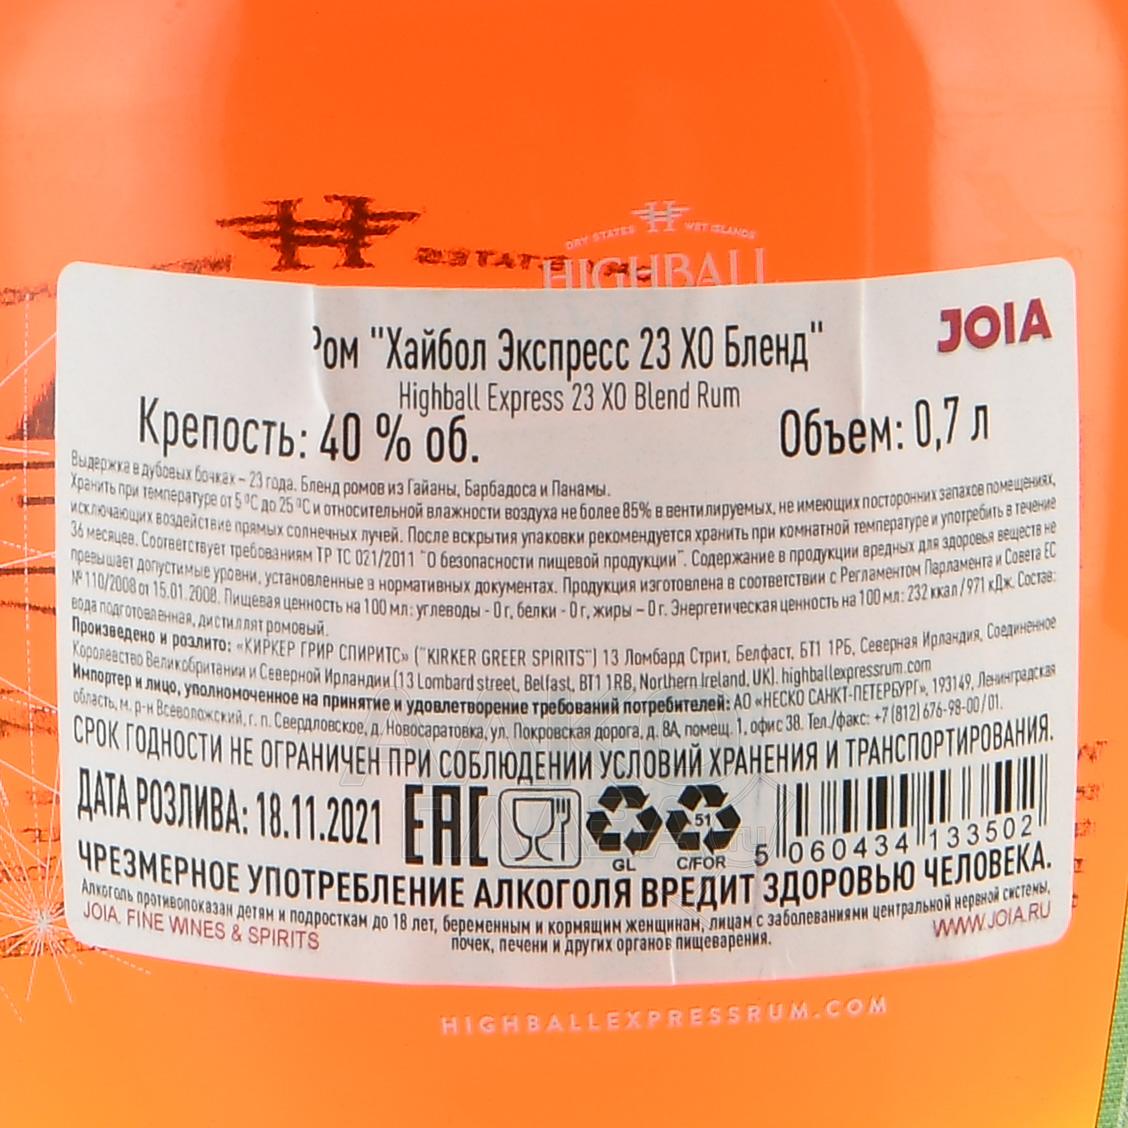 DRY STATES WET ISLANDS
HIGHBALL
JOIA
Ром "Хайбол Экспресс 23 ХО Бленд"
Highball Express 23 XO Blend Rum
Крепость: 40 % об.
Объем: 0,7 л
Выдержка в дубовых бочках – 23 года. Бленд ромов из Гайаны, Барбадоса и Панамы.
Хранить при температуре от 5 ºС до 25 ºС и относительной влажности воздуха не более 85% в вентилируемых, не имеющих посторонних запахов помещениях,
исключающих воздействие прямых солнечных лучей. После вскрытия упаковки рекомендуется хранить при комнатной температуре и употребить в течение
36 месяцев. Соответствует требованиям ТР ТС 021/2011 "О безопасности пищевой продукции". Содержание в продукции вредных для здоровья веществ не
превышает допустимые уровни, установленные в нормативных документах. Продукция изготовлена в соответствии с Регламентом Парламента и Совета ЕС
№ 110/2008 от 15.01.2008. Пищевая ценность на 100 мл: углеводы - 0 г, белки - 0 г, жиры – 0 г. Энергетическая ценность на 100 мл: 232 ккал / 971 кДж. Состав:
вода подготовленная, дистиллят ромовый.
Произведено и розлито: «КИРКЕР ГРИР СПИРИТС» ("KIRKER GREER SPIRITS") 13 Ломбард Стрит, Белфаст, БТ1 1РБ, Северная Ирландия, Соединенное
Королевство Великобритании и Северной Ирландии (13 Lombard street, Belfast, BT1 1RB, Northern Ireland, UK). highballexpressrum.com
Импортер и лицо, уполномоченное на принятие и удовлетворение требований потребителей: АО «НЕСКО САНКТ-ПЕТЕРБУРГ», 193149, Ленинградская
область, м. р-н Всеволожский, г. п. Свердловское, д. Новосаратовка, ул. Покровская дорога, д. 8А, помещ. 1, офис 38. Тел./факс: +7 (812) 676-98-00/01.
СРОК ГОДНОСТИ НЕ ОГРАНИЧЕН ПРИ СОБЛЮДЕНИИ УСЛОВИЙ ХРАНЕНИЯ И ТРАНСПОРТИРОВАНИЯ.
ДАТА РОЗЛИВА: 18.11.2021
EAC
GL
51
C/FOR
5 060434 133502
ЧРЕЗМЕРНОЕ УПОТРЕБЛЕНИЕ АЛКОГОЛЯ ВРЕДИТ ЗДОРОВЬЮ ЧЕЛОВЕКА.
Алкоголь противопоказан детям и подросткам до 18 лет, беременным и кормящим женщинам, лицам с заболеваниями центральной нервной системы,
почек, печени и других органов пищеварения.
JOIA. FINE WINES & SPIRITS
WWW.JOIA.RU
HIGHBALLEXPRESSRUM.COM